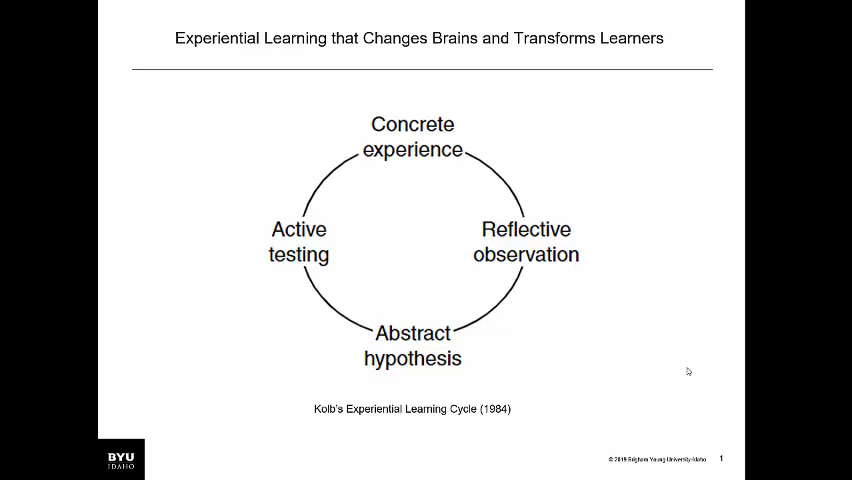 Experiential Learning that Changes Brains and Transforms Learners
Concrete
experience
Active
testing
Reflective
observation
Abstract
hypothesis
Kolb's Experiential Learning Cycle (1984)
BYU
IDAHO
© 2019 Brigham Young University-Idaho
1